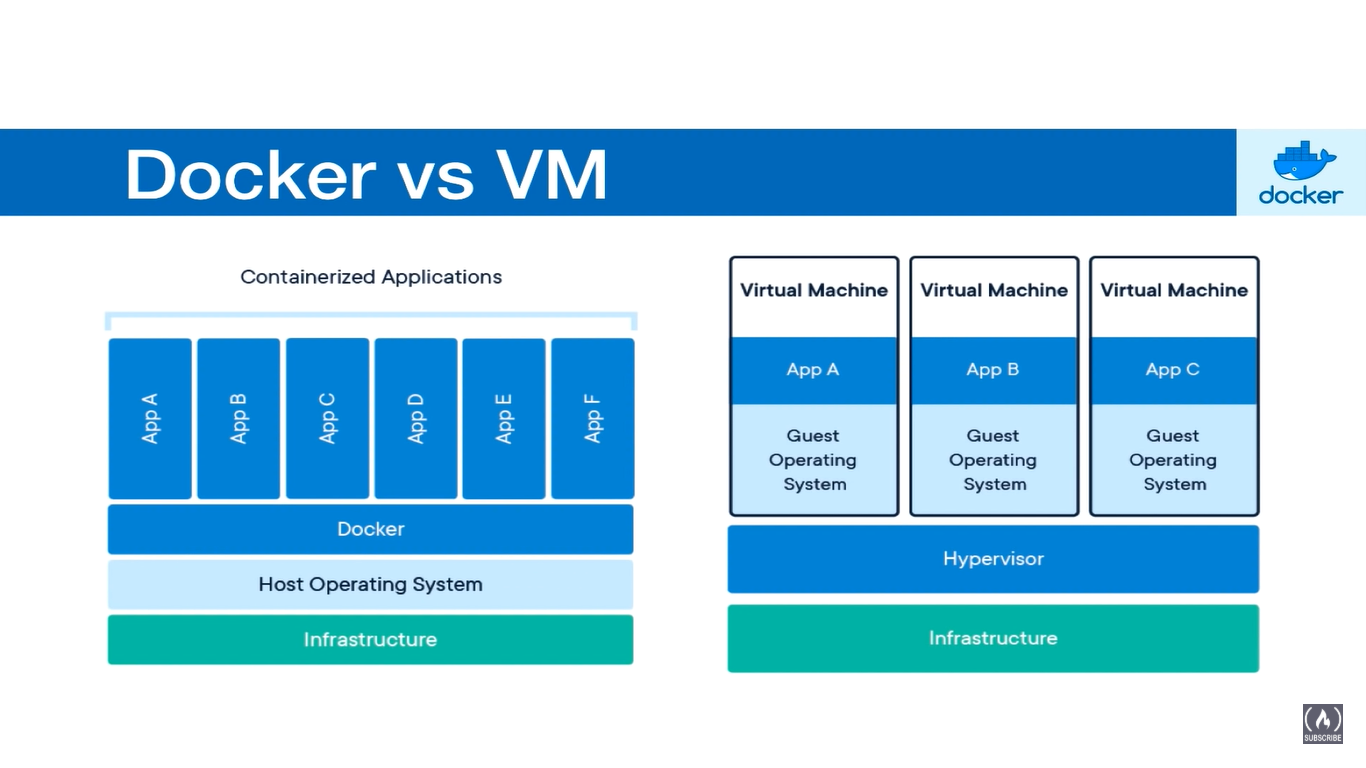 Docker vs VM
docker
Containerized Applications
App A
App B
App C
App D
App E
App F
Docker
Host Operating System
Infrastructure
Virtual Machine
App A
Guest
Operating
System
Virtual Machine
App B
Guest
Operating
System
Virtual Machine
App C
Guest
Operating
System
Hypervisor
Infrastructure
SUBSCRIBE